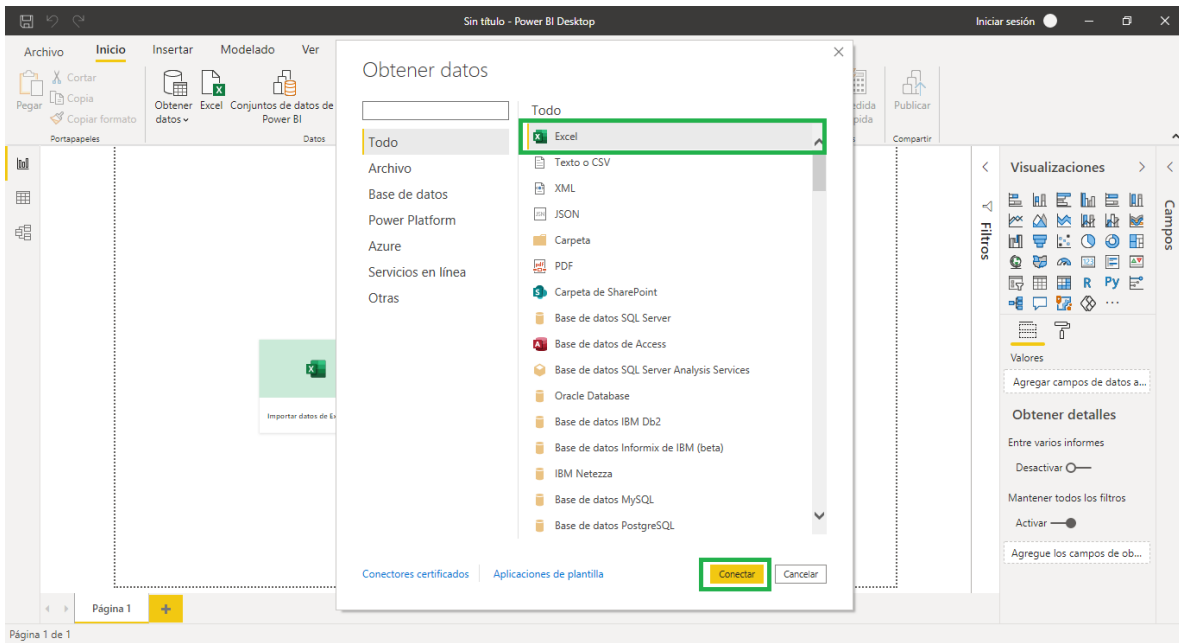 Sin título - Power BI Desktop
Iniciar sesión
Archivo
Inicio
Insertar
Modelado
Ver
Pegar
Cortar
Copia
Copiar formato
Portapapeles
Obtener datos
Excel
Conjuntos de datos de Power BI
Datos
Publicar
Compartir
Obtener datos
Todo
Archivo
Base de datos
Power Platform
Azure
Servicios en línea
Otras
Todo
Excel
Texto o CSV
XML
JSON
Carpeta
PDF
Carpeta de SharePoint
Base de datos SQL Server
Base de datos de Access
Base de datos SQL Server Analysis Services
Oracle Database
Base de datos IBM Db2
Base de datos Informix de IBM (beta)
IBM Netezza
Base de datos MySQL
Base de datos PostgreSQL
Conectores certificados
Aplicaciones de plantilla
Conectar
Cancelar
Importar datos de
Filtros
Visualizaciones
Campos
R
Py
Valores
Agregar campos de datos a...
Obtener detalles
Entre varios informes
Desactivar
Mantener todos los filtros
Activar
Agregue los campos de ob...
Página 1
Página 1 de 1